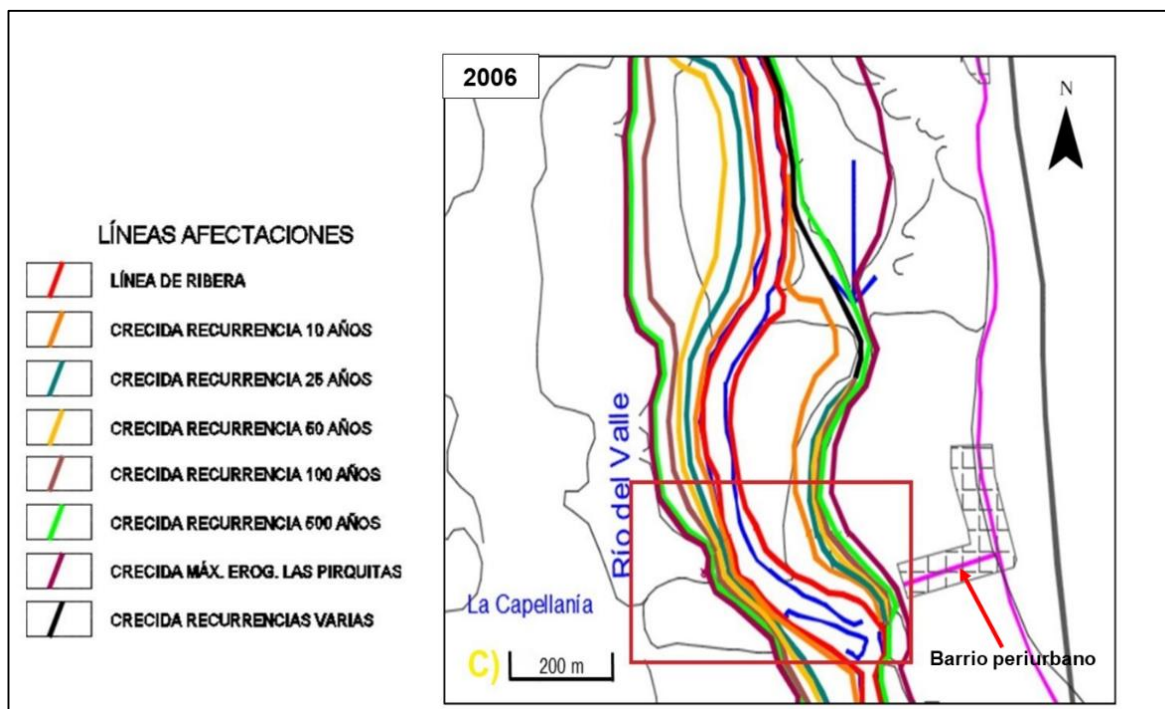 2006
N
LÍNEAS AFECTACIONES
LÍNEA DE RIBERA
CRECIDA RECURRENCIA 10 AÑOS
CRECIDA RECURRENCIA 25 AÑOS
CRECIDA RECURRENCIA 50 AÑOS
CRECIDA RECURRENCIA 100 AÑOS
CRECIDA RECURRENCIA 500 AÑOS
CRECIDA MÁX. EROG. LAS PIRQUITAS
CRECIDA RECURRENCIAS VARIAS
Río del Valle
La Capellanía
Barrio periurbano
C)
200 m